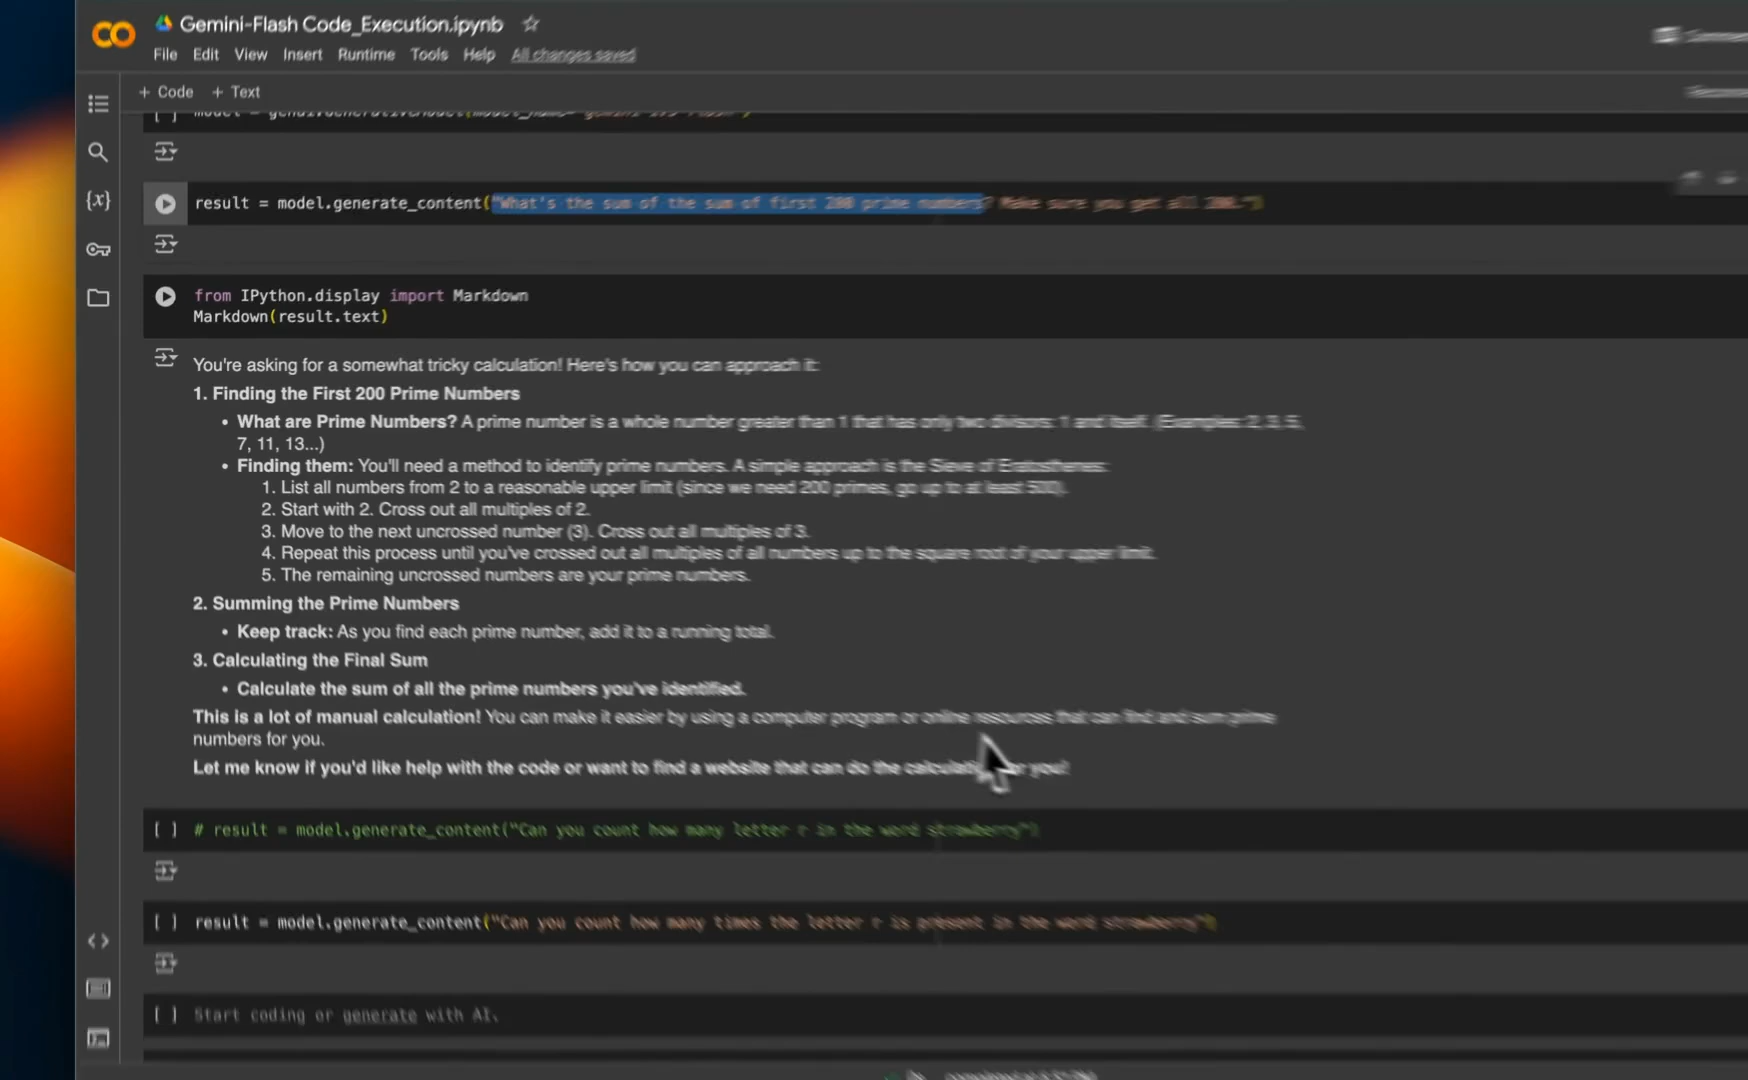 Gemini-Flash Code_Execution.ipynb
File Edit View Insert Runtime Tools Help All changes saved
+ Code + Text
[ ] model = genai.GenerativeModel(model_name="gemini-1.5-flash")
result = model.generate_content("What's the sum of the sum of first 200 prime numbers? Make sure you get all 200.")
from IPython.display import Markdown
Markdown(result.text)
You're asking for a somewhat tricky calculation! Here's how you can approach it:
1. Finding the First 200 Prime Numbers
• What are Prime Numbers? A prime number is a whole number greater than 1 that has only two divisors: 1 and itself. (Examples: 2, 3, 5,
7, 11, 13...)
• Finding them: You'll need a method to identify prime numbers. A simple approach is the Sieve of Eratosthenes:
1. List all numbers from 2 to a reasonable upper limit (since we need 200 primes, go up to at least 500).
2. Start with 2. Cross out all multiples of 2.
3. Move to the next uncrossed number (3). Cross out all multiples of 3.
4. Repeat this process until you've crossed out all multiples of all numbers up to the square root of your upper limit.
5. The remaining uncrossed numbers are your prime numbers.
2. Summing the Prime Numbers
• Keep track: As you find each prime number, add it to a running total.
3. Calculating the Final Sum
• Calculate the sum of all the prime numbers you've identified.
This is a lot of manual calculation! You can make it easier by using a computer program or online resources that can find and sum prime
numbers for you.
Let me know if you'd like help with the code or want to find a website that can do the calculation for you!
[ ] # result = model.generate_content("Can you count how many letter r in the word strawberry")
[ ] result = model.generate_content("Can you count how many times the letter r is present in the word strawberry")
[ ] Start coding or generate with AI.